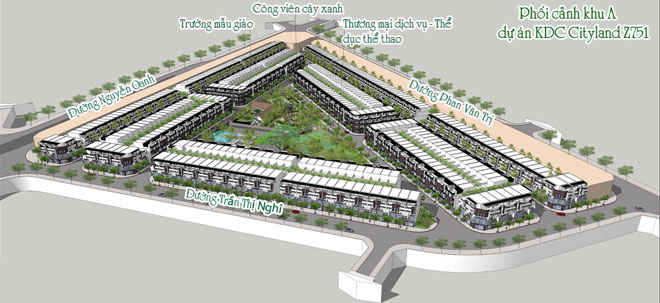 Công viên cây xanh
Trường mẫu giáo
Thương mại dịch vụ - Thể
dục thể thao
Phối cảnh khu A
dự án KDC Cityland Z751
Đường Nguyễn Oanh
Đường Phan Văn Trị
Đường Trần Thị Nghỉ